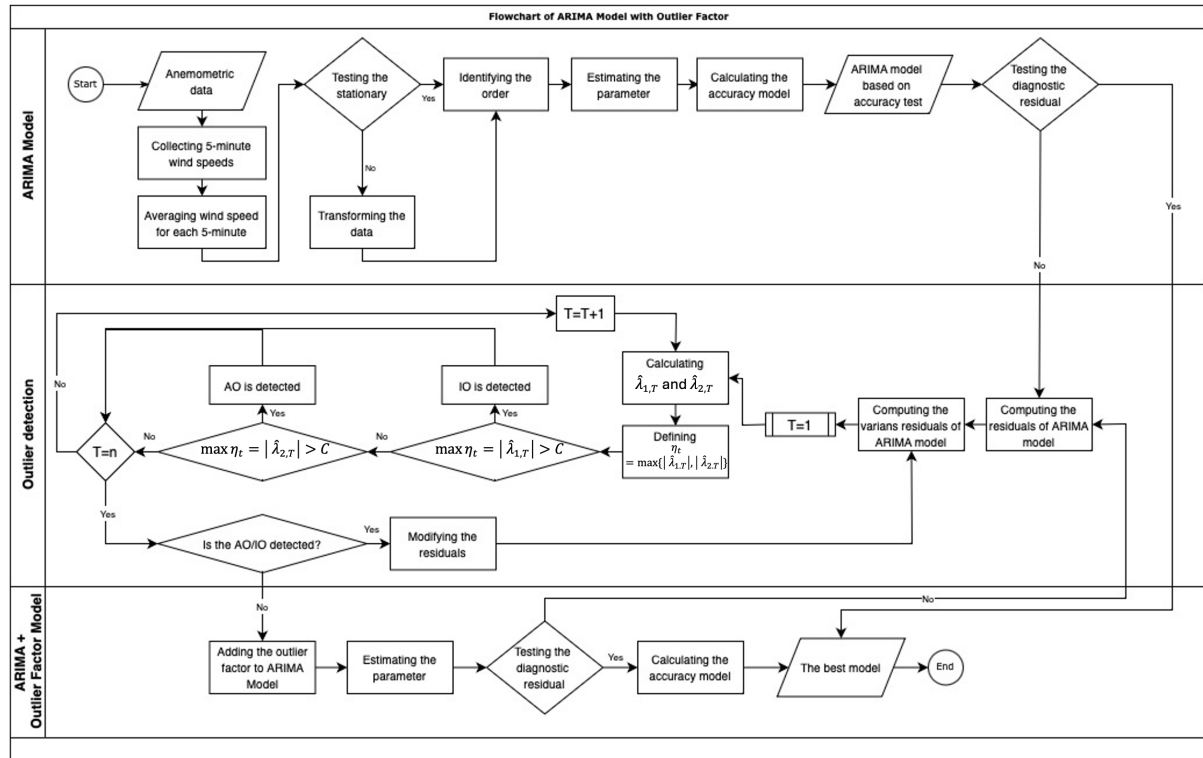 Flowchart of ARIMA Model with Outlier Factor
ARIMA Model
Start
Anemometric
data
Collecting 5-minute
wind speeds
Averaging wind speed
for each 5-minute
Testing the
stationary
Yes
No
Transforming the
data
Identifying the
order
Estimating the
parameter
Calculating the
accuracy model
ARIMA model
based on
accuracy test
Testing the
diagnostic
residual
Yes
No
Outlier detection
T=T+1
Calculating
λ̂1,T and λ̂2,T
Defining
ηt
= max{|λ̂1,T|, |λ̂2,T|}
T=1
Computing the
varians residuals of
ARIMA model
Computing the
residuals of ARIMA
model
AO is detected
IO is detected
Yes
Yes
max ηt = |λ̂2,T| > C
max ηt = |λ̂1,T| > C
No
No
No
T=n
Yes
Is the AO/IO detected?
Yes
Modifying the
residuals
No
ARIMA +
Outlier Factor Model
Adding the outlier
factor to ARIMA
Model
Estimating the
parameter
Testing the
diagnostic
residual
No
Yes
Calculating the
accuracy model
The best model
End